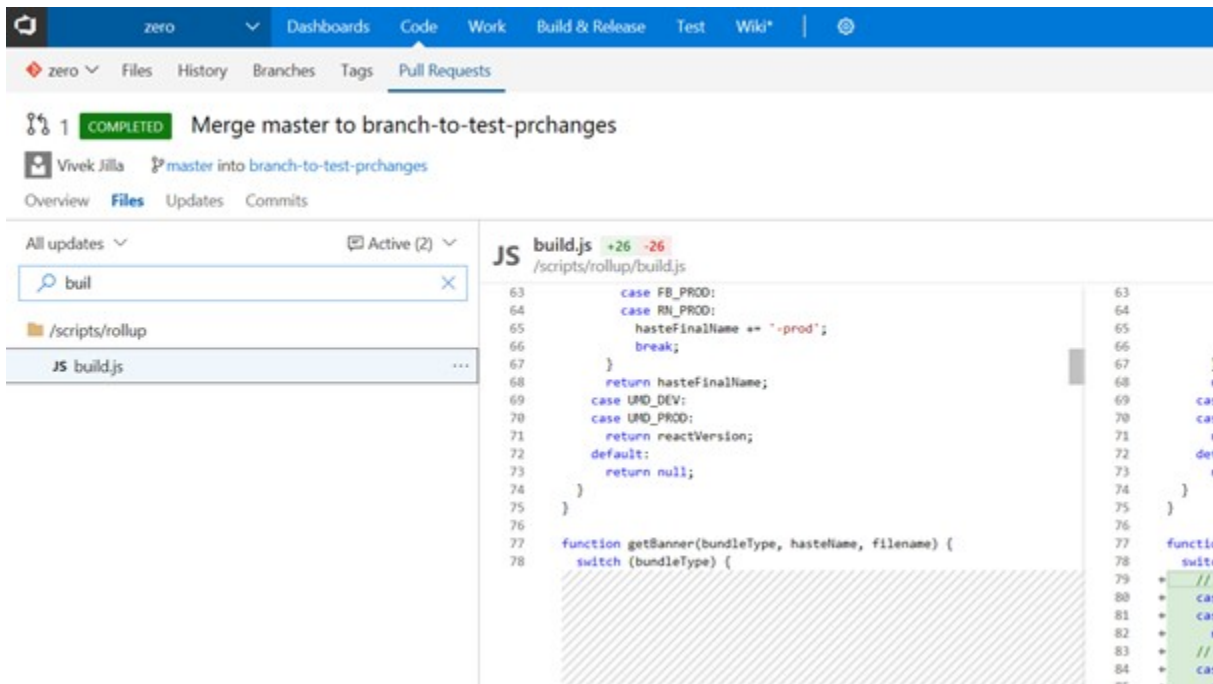 zero Dashboards Code Work Build & Release Test Wiki*
zero Files History Branches Tags Pull Requests
1 COMPLETED Merge master to branch-to-test-prchanges
Vivek Jilla master into branch-to-test-prchanges
Overview Files Updates Commits
All updates Active (2)
buil
/scripts/rollup
JS build.js ...
JS build.js +26 -26
/scripts/rollup/build.js
63 case FB_PROD: 63
64 case RN_PROD: 64
65 hasteFinalName += '-prod'; 65
66 break; 66
67 } 67
68 return hasteFinalName; 68
69 case UMD_DEV: 69
70 case UMD_PROD: 70
71 return reactVersion; 71
72 default: 72
73 return null; 73
74 } 74 }
75 } 75 }
76 76
77 function getBanner(bundleType, hasteName, filename) { 77
78 switch (bundleType) { 78
79 + //
80 +
81 +
82 +
83 + //
84 +